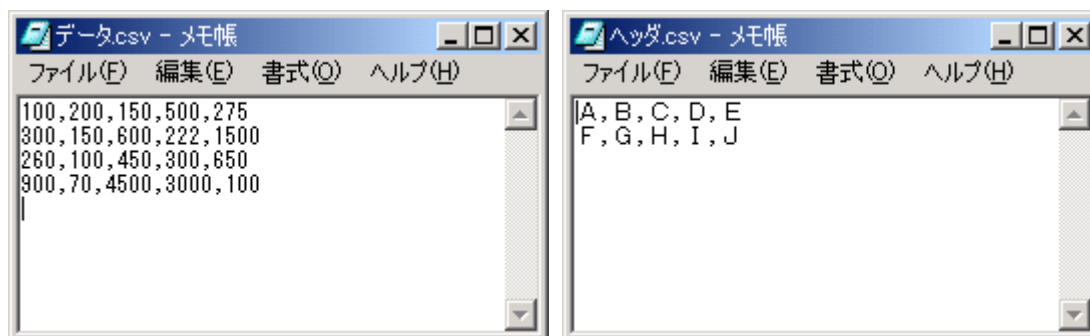 データ.csv - メモ帳
ファイル(F) 編集(E) 書式(O) ヘルプ(H)
100,200,150,500,275
300,150,600,222,1500
260,100,450,300,650
900,70,4500,3000,100
ヘッダ.csv - メモ帳
ファイル(F) 編集(E) 書式(O) ヘルプ(H)
A,B,C,D,E
F,G,H,I,J